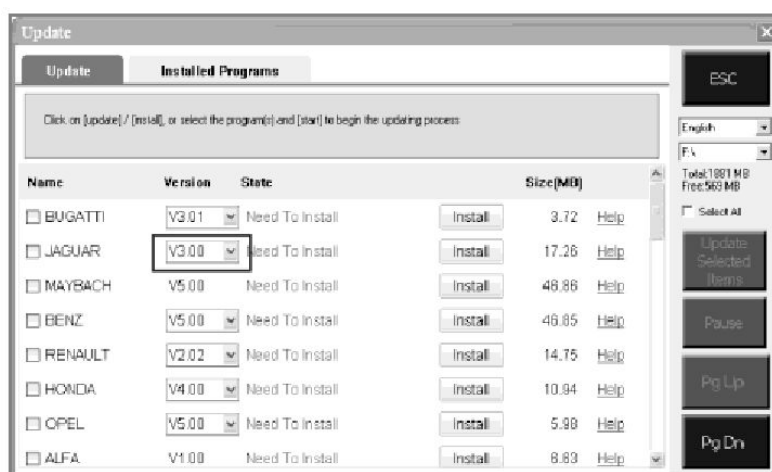 Update
Update Installed Programs
Click on [update] / [install], or select the program(s) and [start] to begin the updating process
Name Version State Size(MB)
BUGATTI V3.01 Need To Install Install 3.72 Help
JAGUAR V3.00 Need To Install Install 17.26 Help
MAYBACH V5.00 Need To Install Install 46.86 Help
BENZ V5.00 Need To Install Install 46.85 Help
RENAULT V2.02 Need To Install Install 14.75 Help
HONDA V4.00 Need To Install Install 10.94 Help
OPEL V5.00 Need To Install Install 5.98 Help
ALFA V1.00 Need To Install Install 6.63 Help
ESC
English
F:\
Total:1881 MB
Free:563 MB
Select All
Update
Selected
Items
Pause
Pg Up
Pg Dn